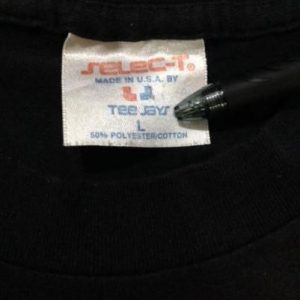 SELEC-T.
MADE IN U.S.A. BY
TEE JAYS
L
50% POLYESTER/COTTON